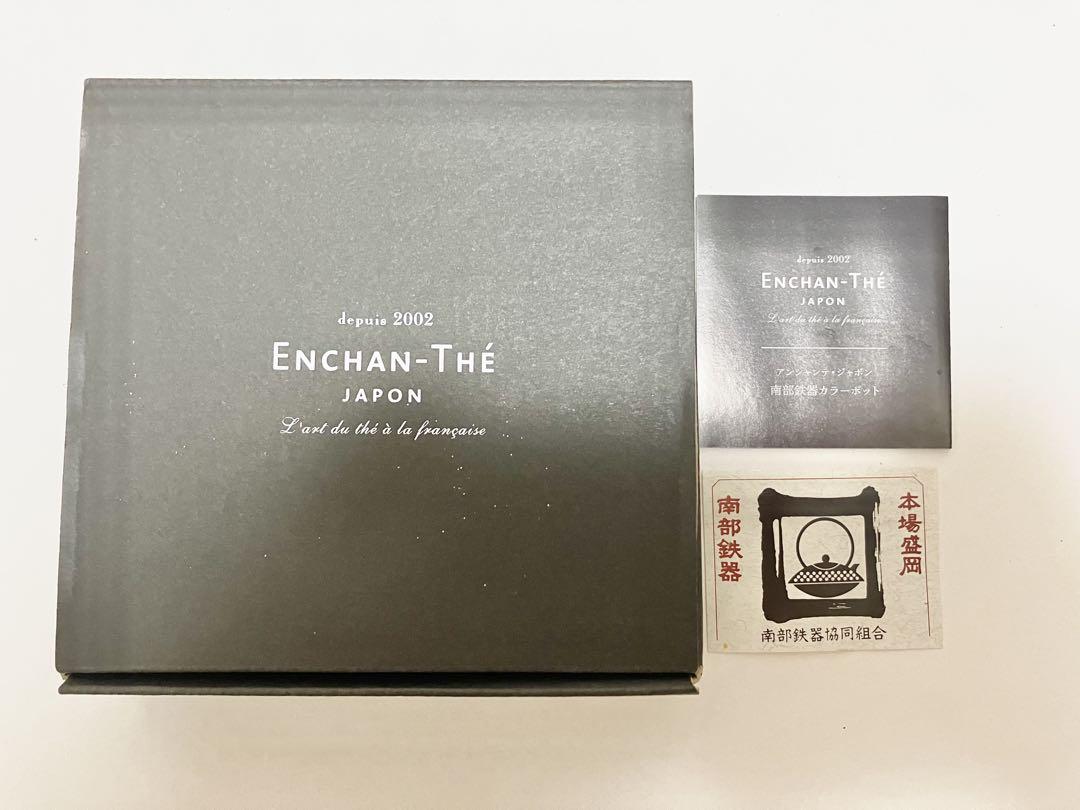 depuis 2002
ENCHAN-THÉ
JAPON
L'art du thé à la française
depuis 2002
ENCHAN-THÉ
JAPON
L'art du thé à la française
アンシャンテ・ジャポン
南部鉄器カラーポット
南部鉄器
本場盛岡
南部鉄器協同組合